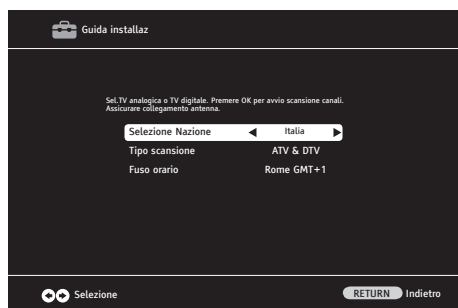 Guida installaz
Sel.TV analogica o TV digitale. Premere OK per avvio scansione canali.
Assicurare collegamento antenna.
Selezione Nazione Italia
Tipo scansione ATV & DTV
Fuso orario Rome GMT+1
Selezione RETURN Indietro